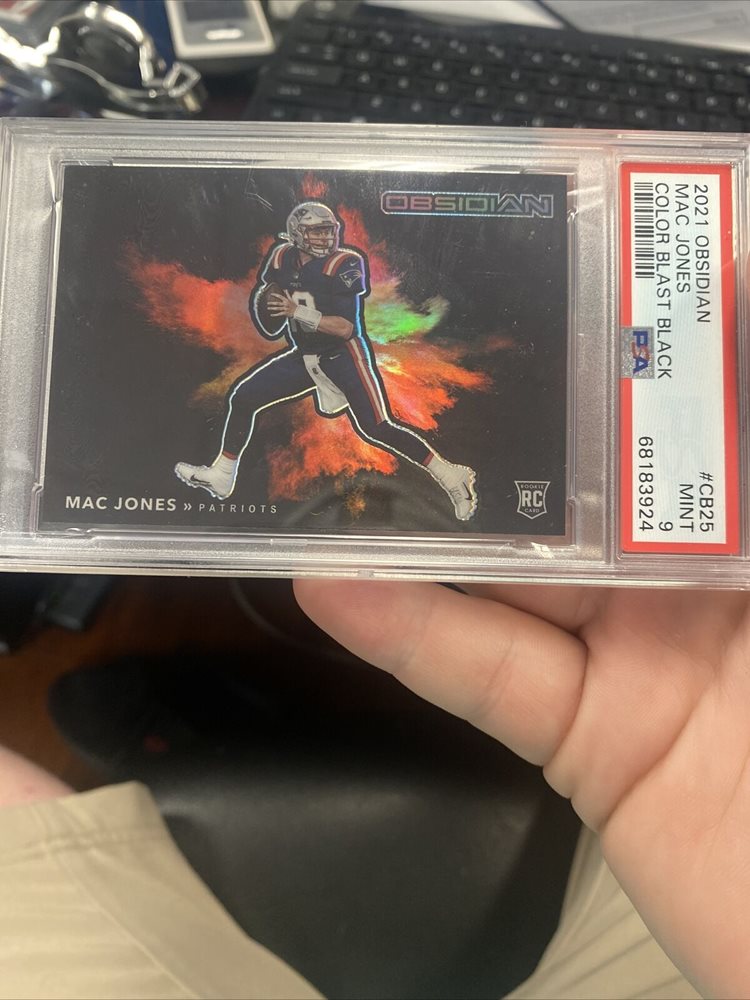 OBSIDIAN
MAC JONES » PATRIOTS
ROOKIE
RC
CARD
2021 OBSIDIAN
MAC JONES
COLOR BLAST BLACK
#CB25
MINT
9
PSA
68183924